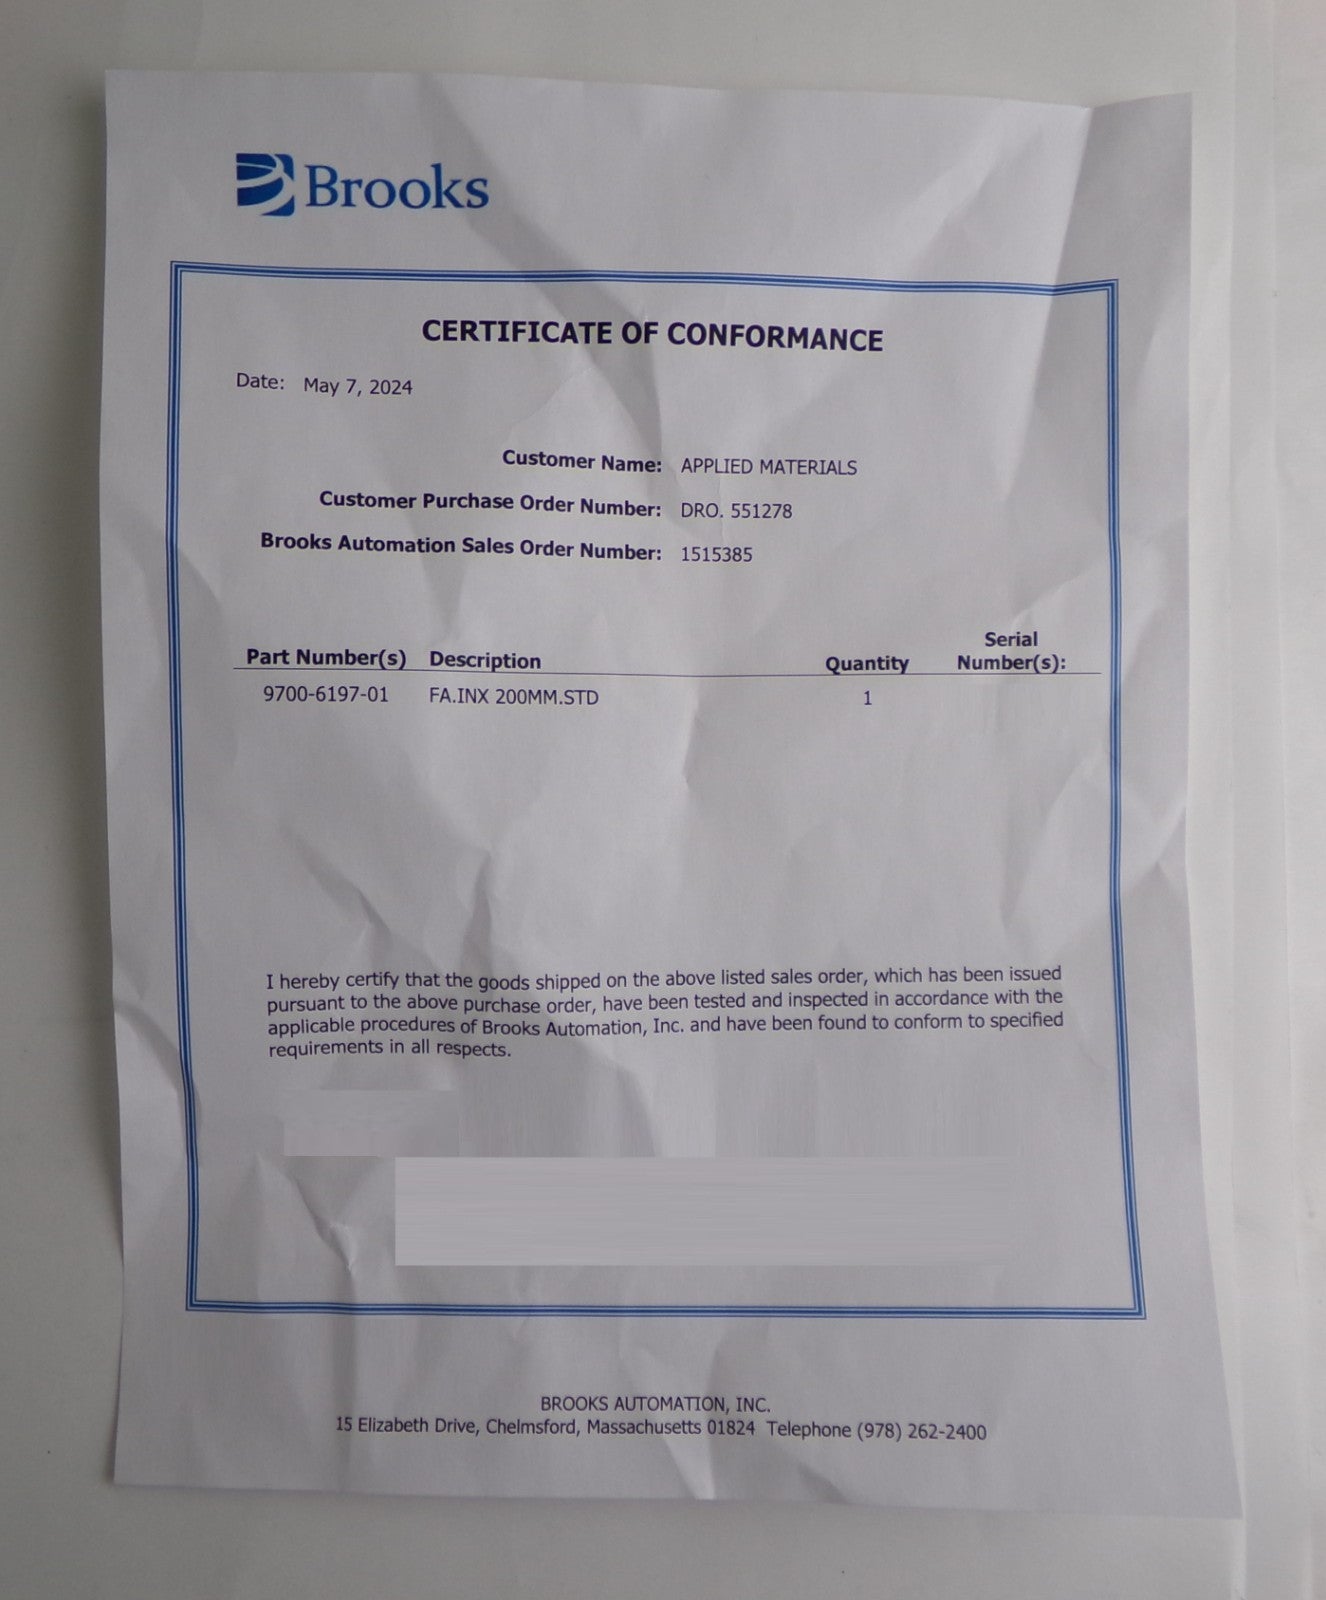 Brooks
CERTIFICATE OF CONFORMANCE
Date: May 7, 2024
Customer Name: APPLIED MATERIALS
Customer Purchase Order Number: DRO. 551278
Brooks Automation Sales Order Number: 1515385
Part Number(s) Description Quantity Serial Number(s):
9700-6197-01 FA.INX 200MM.STD 1
I hereby certify that the goods shipped on the above listed sales order, which has been issued
pursuant to the above purchase order, have been tested and inspected in accordance with the
applicable procedures of Brooks Automation, Inc. and have been found to conform to specified
requirements in all respects.
BROOKS AUTOMATION, INC.
15 Elizabeth Drive, Chelmsford, Massachusetts 01824 Telephone (978) 262-2400